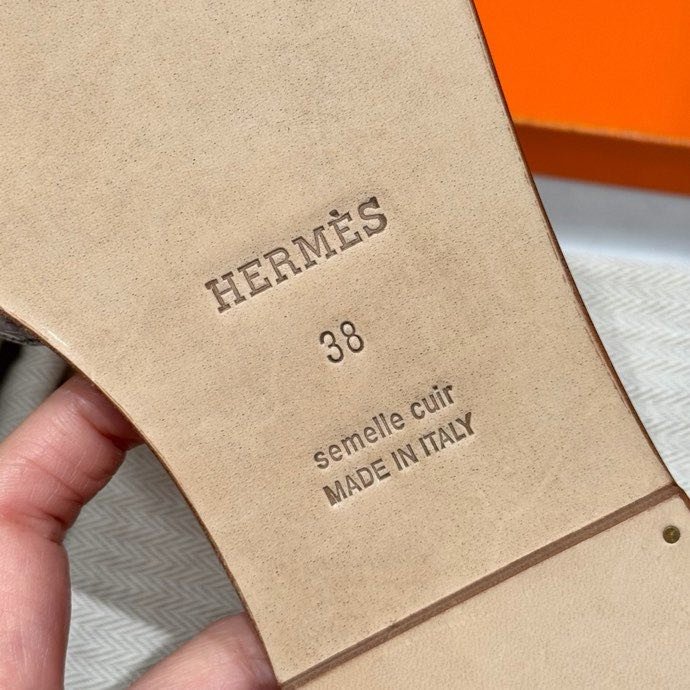 HERMÈS
38
semelle cuir
MADE IN ITALY